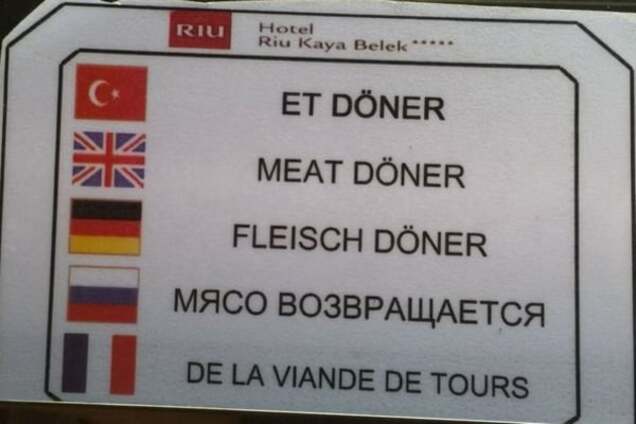 RIU
Hotel
Riu Kaya Belek*****
ET DÖNER
MEAT DÖNER
FLEISCH DÖNER
МЯСО ВОЗВРАЩАЕТСЯ
DE LA VIANDE DE TOURS